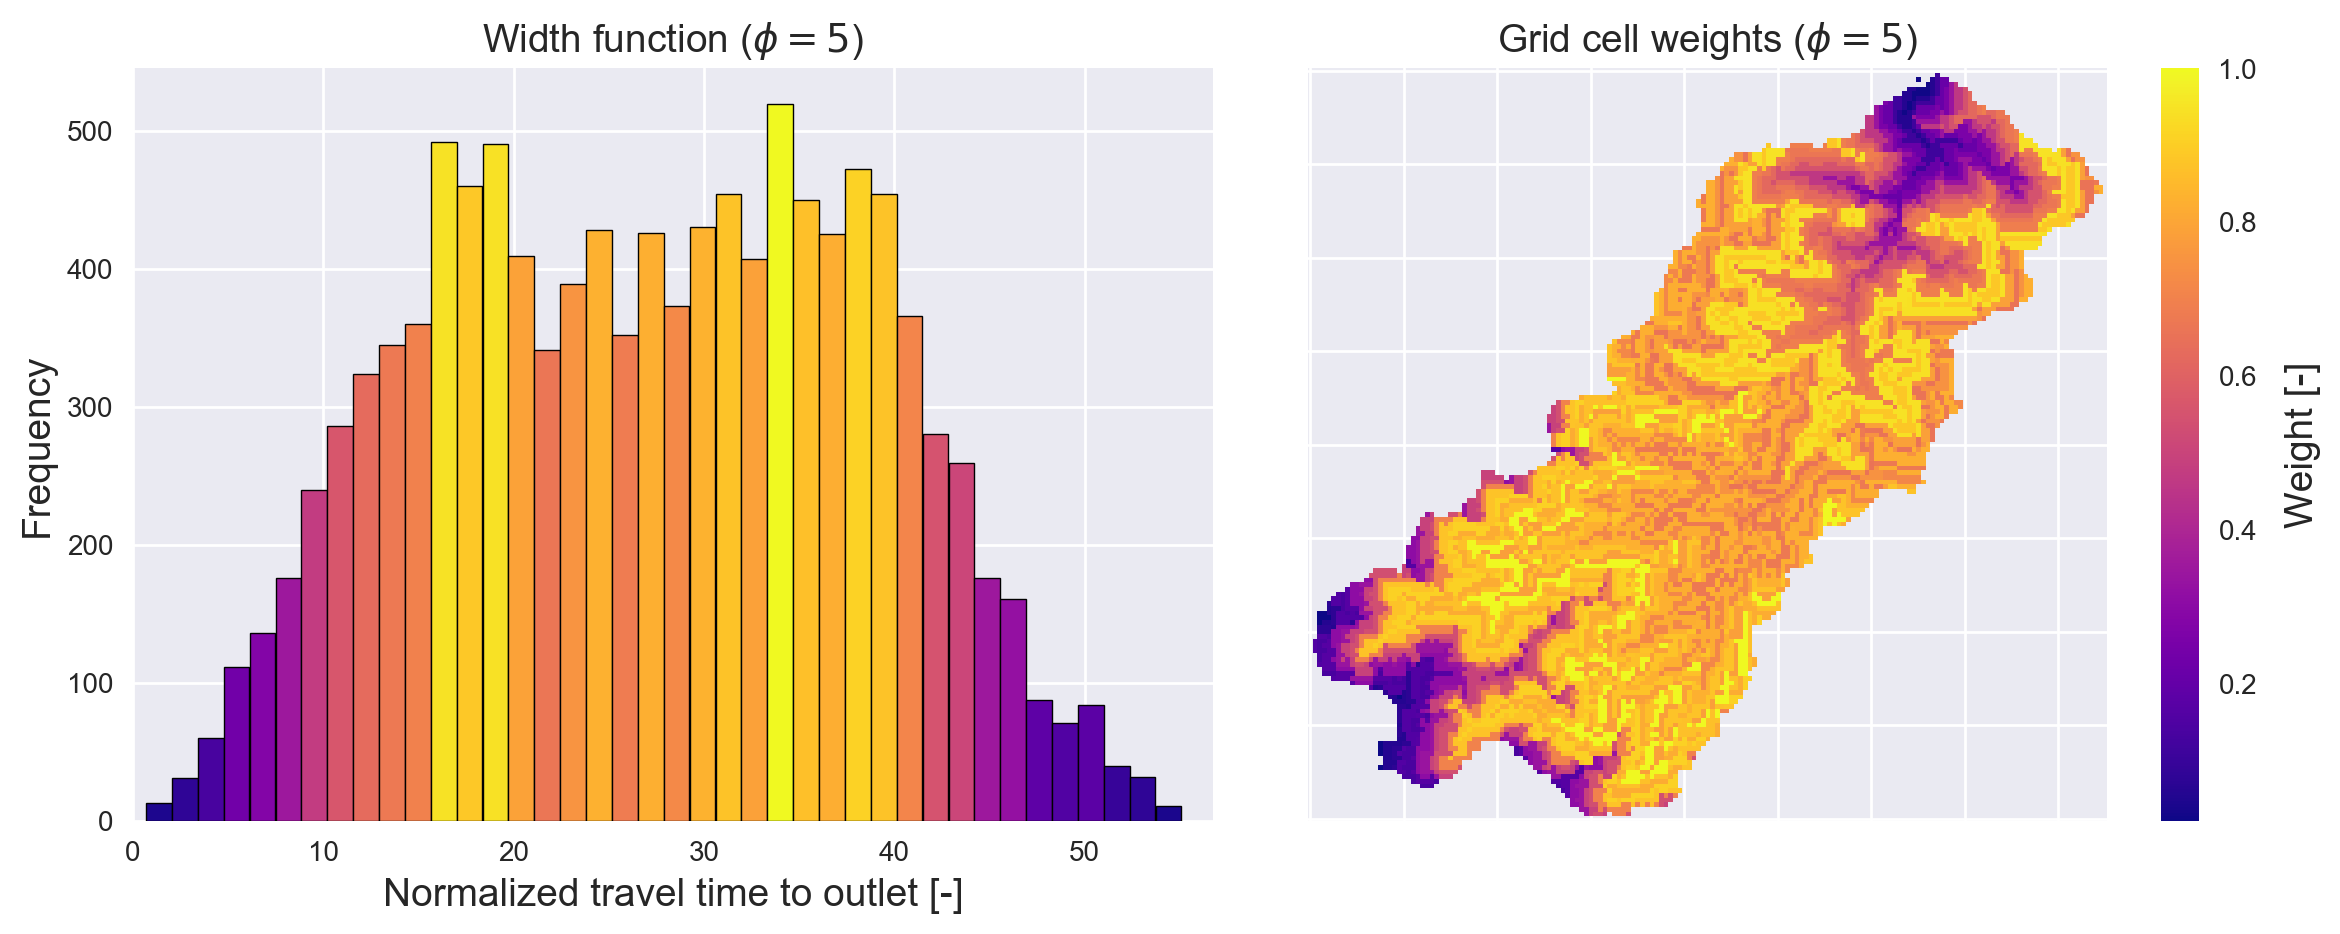 Width function (ϕ = 5)
Frequency
500
400
300
200
100
0
0 10 20 30 40 50
Normalized travel time to outlet [-]
Grid cell weights (ϕ = 5)
1.0
0.8
0.6
0.4
0.2
Weight [-]